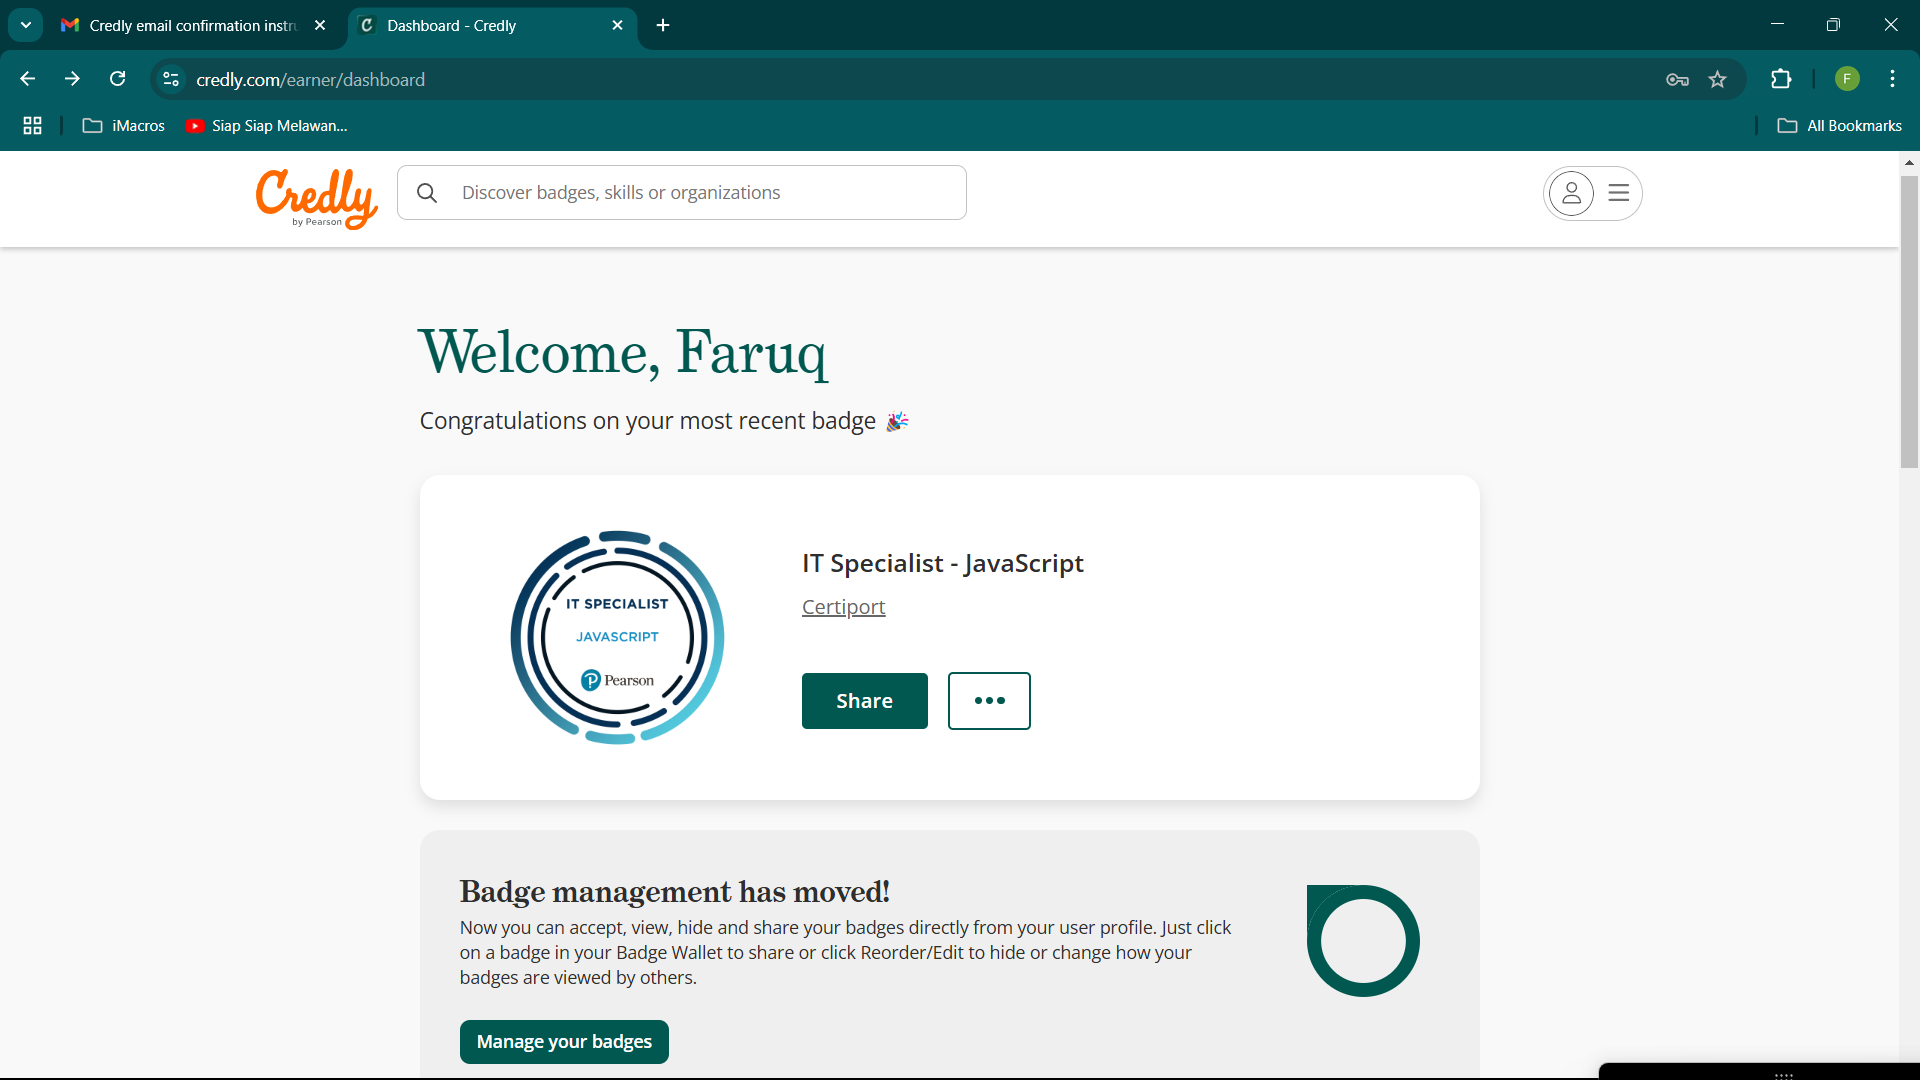 Credly email confirmation instr
Dashboard - Credly
credly.com/earner/dashboard
F
iMacros
Siap Siap Melawan...
All Bookmarks
Credly
by Pearson
Discover badges, skills or organizations
Welcome, Faruq
Congratulations on your most recent badge 🎉
IT SPECIALIST
JAVASCRIPT
Pearson
IT Specialist - JavaScript
Certiport
Share
Badge management has moved!
Now you can accept, view, hide and share your badges directly from your user profile. Just click
on a badge in your Badge Wallet to share or click Reorder/Edit to hide or change how your
badges are viewed by others.
Manage your badges